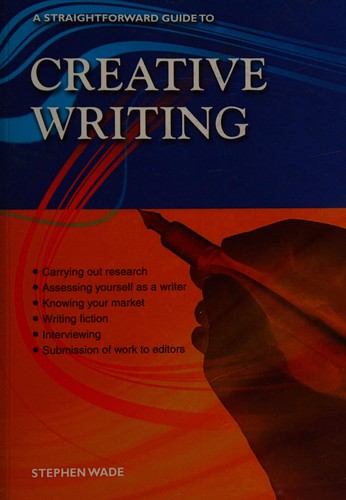 A STRAIGHTFORWARD GUIDE TO
CREATIVE
WRITING
• Carrying out research
• Assessing yourself as a writer
• Knowing your market
• Writing fiction
• Interviewing
• Submission of work to editors
STEPHEN WADE